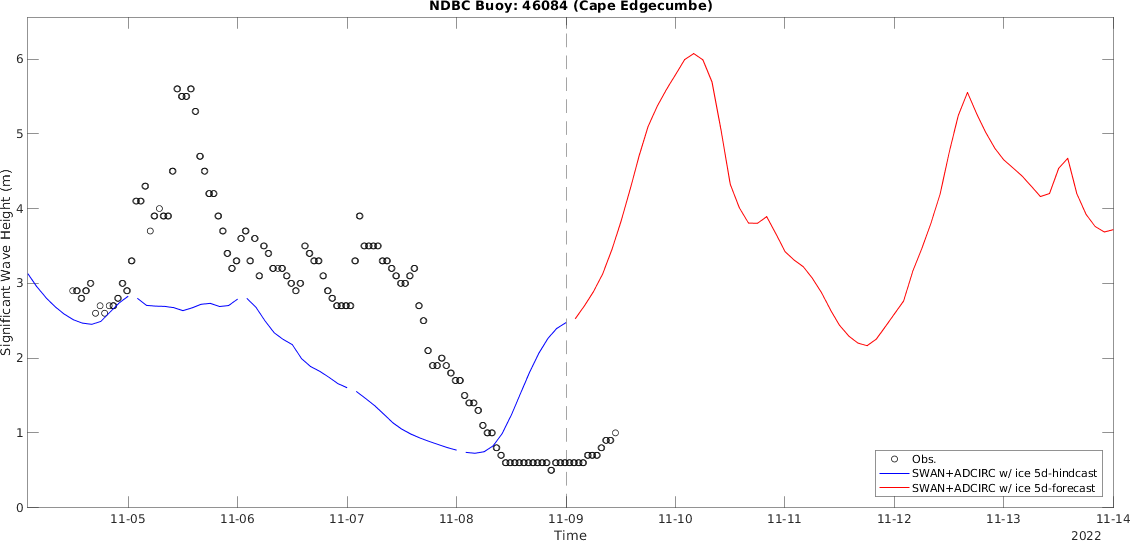 NDBC Buoy: 46084 (Cape Edgecumbe)
Significant Wave Height (m)
6
5
4
3
2
1
0
Obs.
SWAN+ADCIRC w/ ice 5d-hindcast
SWAN+ADCIRC w/ ice 5d-forecast
11-05 11-06 11-07 11-08 11-09 11-10 11-11 11-12 11-13 11-14
Time
2022